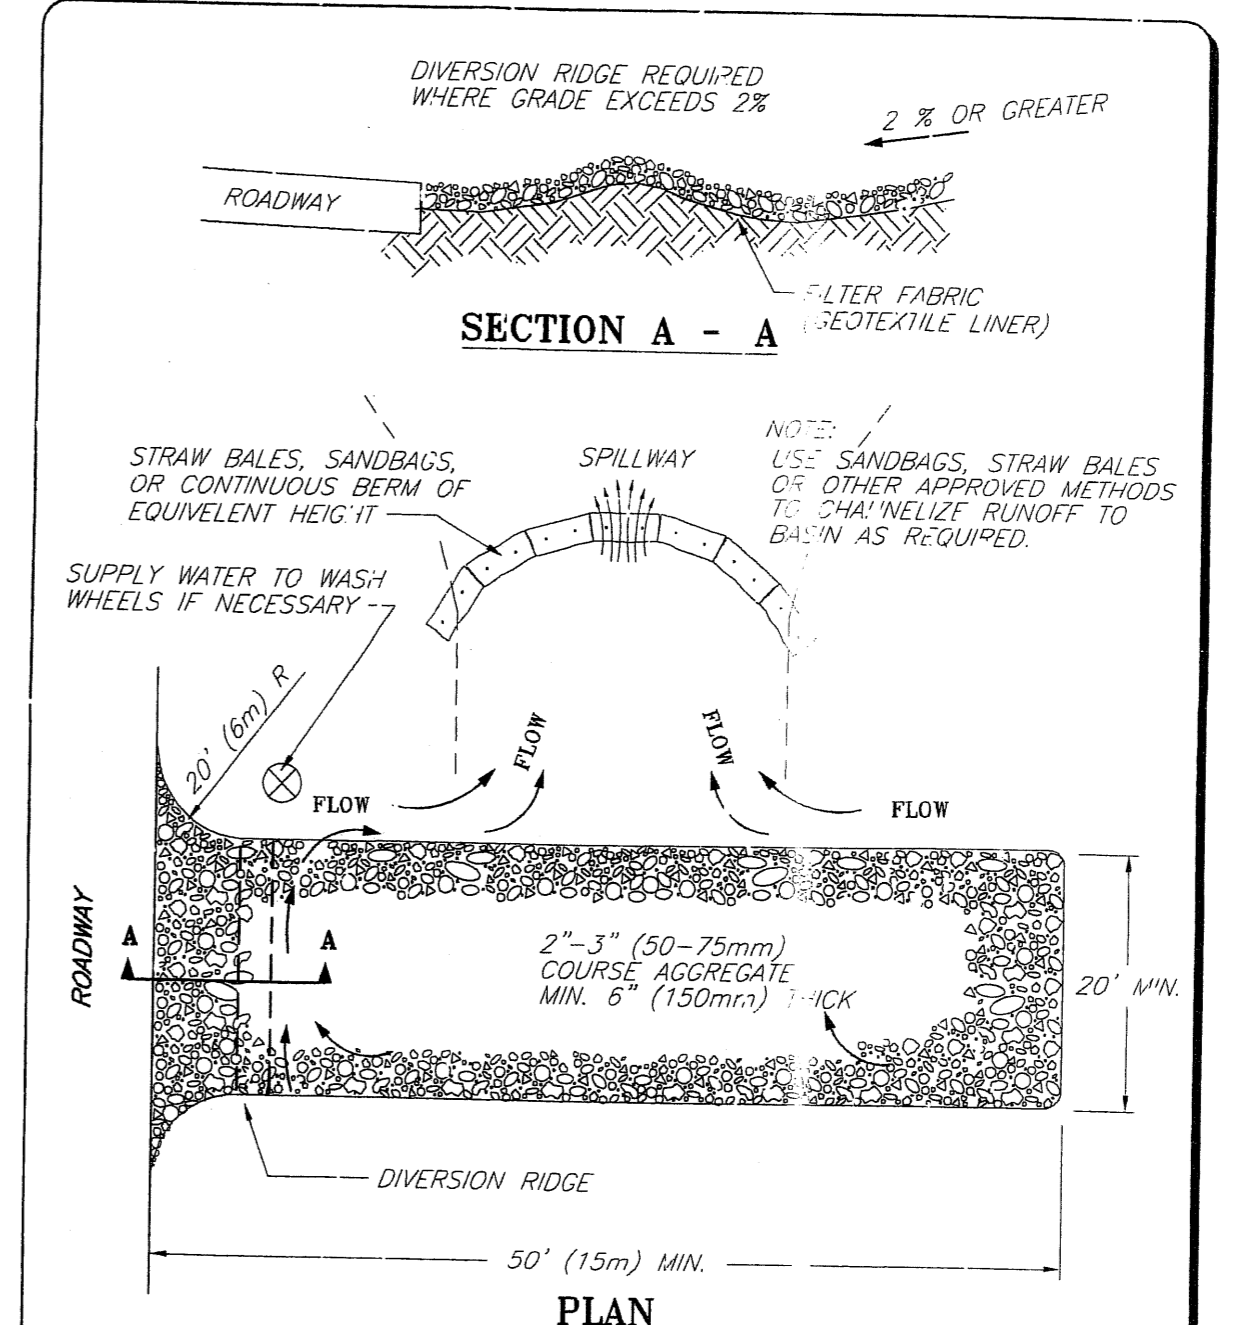 DIVERSION RIDGE REQUIRED
WHERE GRADE EXCEEDS 2%
2 % OR GREATER
ROADWAY
FILTER FABRIC
(GEOTEXTILE LINER)
SECTION A - A
STRAW BALES, SANDBAGS,
OR CONTINUOUS BERM OF
EQUIVELENT HEIGHT
SPILLWAY
NOTE:
USE SANDBAGS, STRAW BALES
OR OTHER APPROVED METHODS
TO CHANNELIZE RUNOFF TO
BASIN AS REQUIRED.
SUPPLY WATER TO WASH
WHEELS IF NECESSARY
20' (6m) R
FLOW
FLOW
FLOW
FLOW
ROADWAY
A
A
2"-3" (50-75mm)
COURSE AGGREGATE
MIN. 6" (150mm) THICK
20' MIN.
DIVERSION RIDGE
50' (15m) MIN.
PLAN